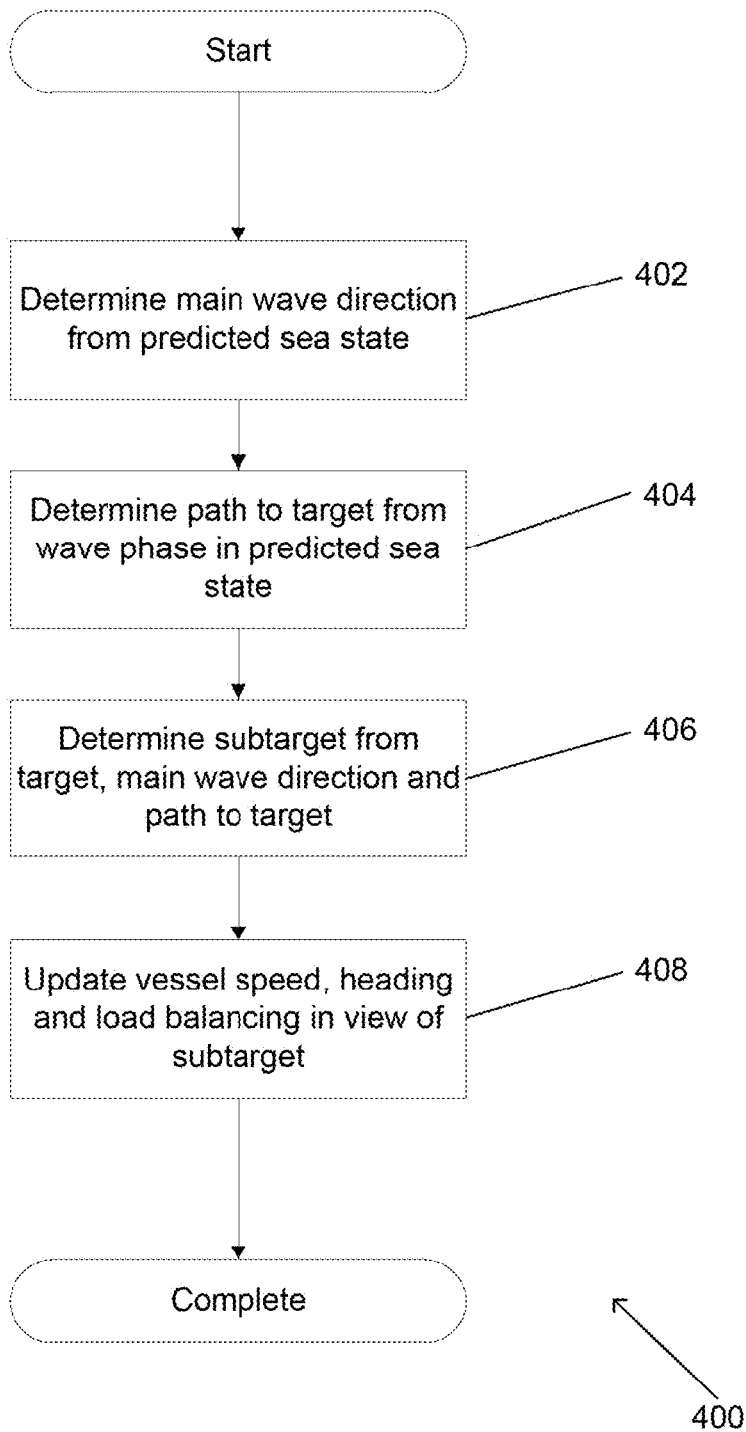 Start
Determine main wave direction
from predicted sea state
402
Determine path to target from
wave phase in predicted sea
state
404
Determine subtarget from
target, main wave direction and
path to target
406
Update vessel speed, heading
and load balancing in view of
subtarget
408
Complete
400